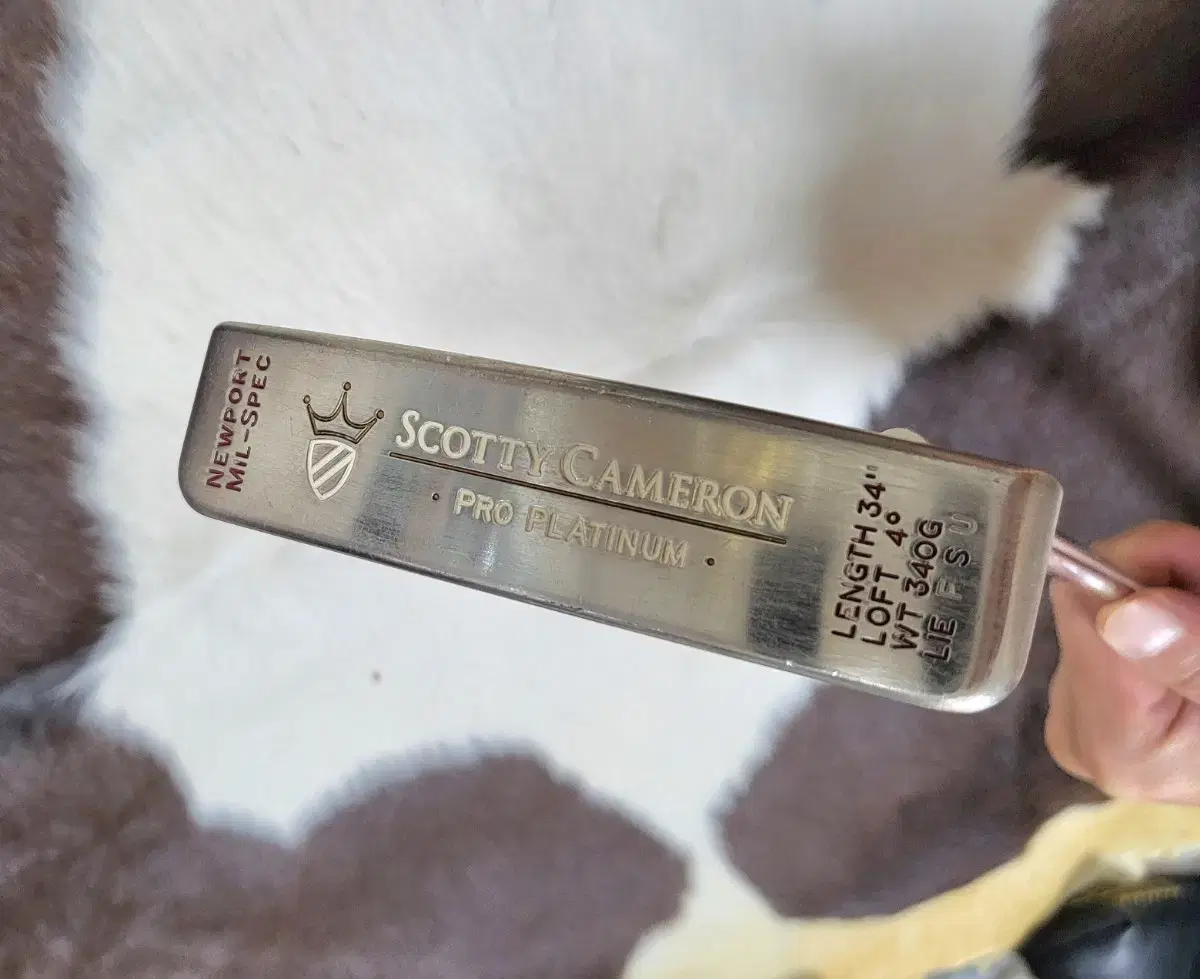 NEWPORT
MIL-SPEC
SCOTTY CAMERON
· PRO PLATINUM ·
LENGTH 34"
LOFT 4°
WT 340G
LIE F S U